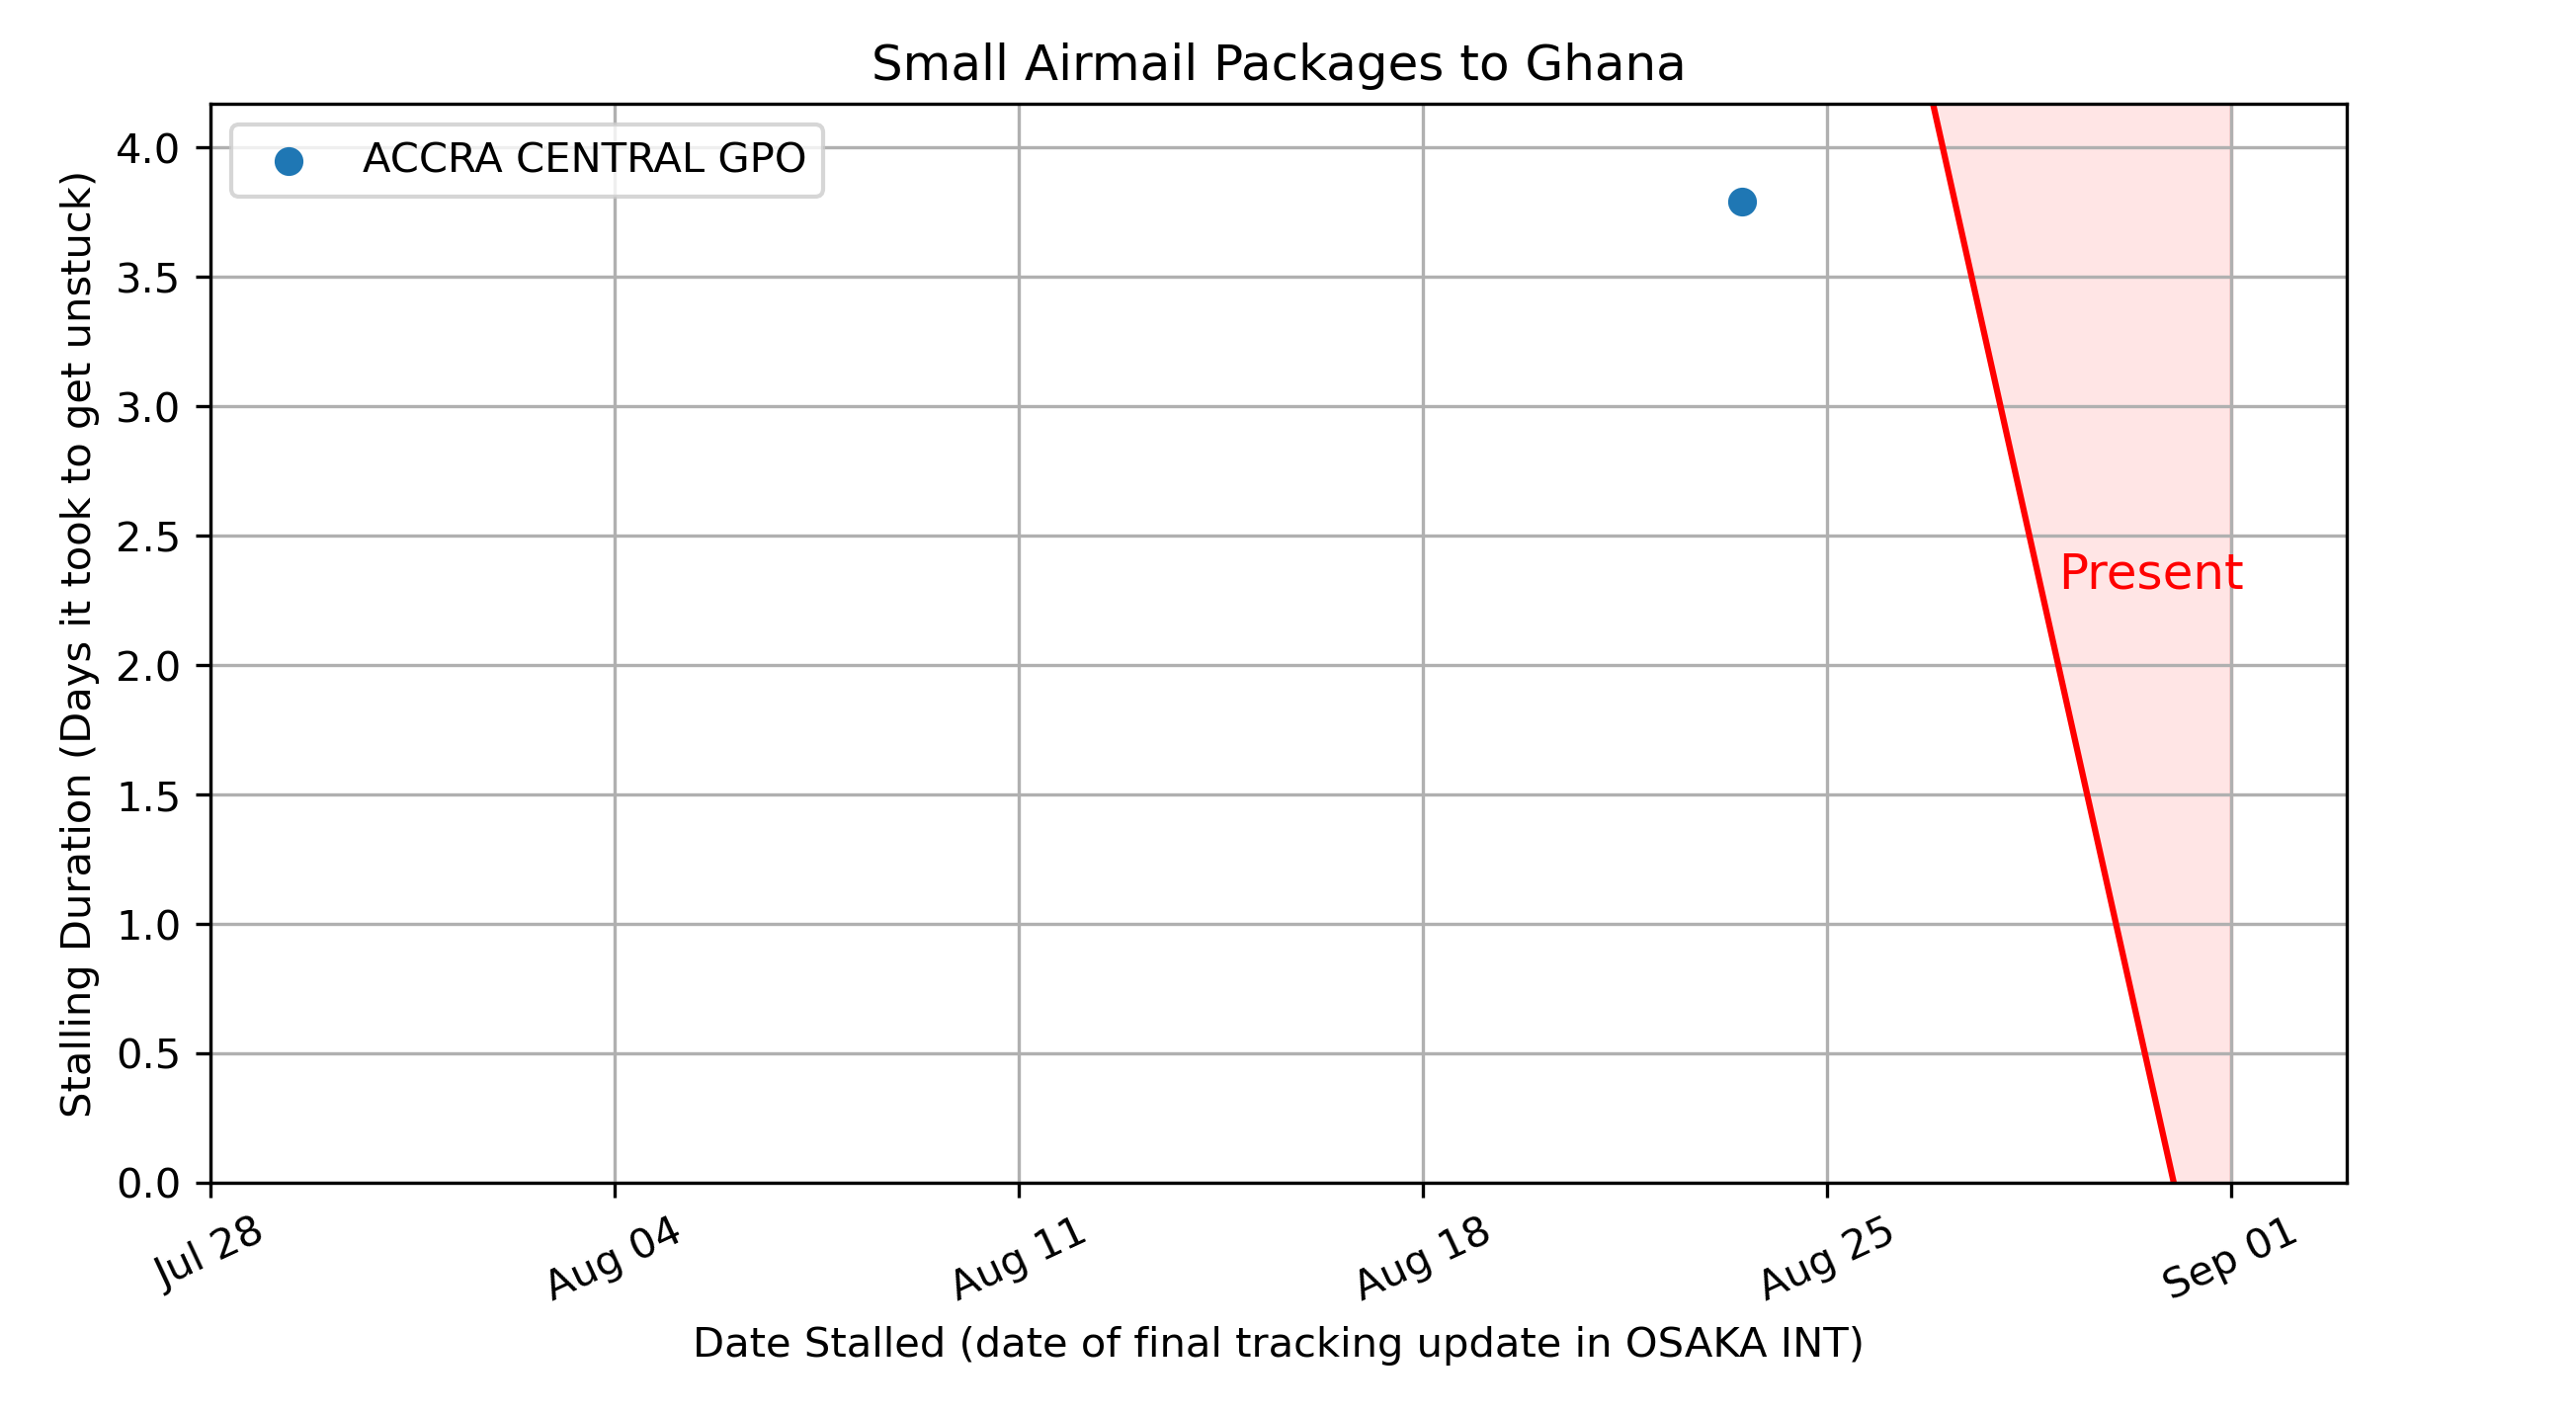 Small Airmail Packages to Ghana
ACCRA CENTRAL GPO
Stalling Duration (Days it took to get unstuck)
4.0
3.5
3.0
2.5
2.0
1.5
1.0
0.5
0.0
Present
Jul 28
Aug 04
Aug 11
Aug 18
Aug 25
Sep 01
Date Stalled (date of final tracking update in OSAKA INT)